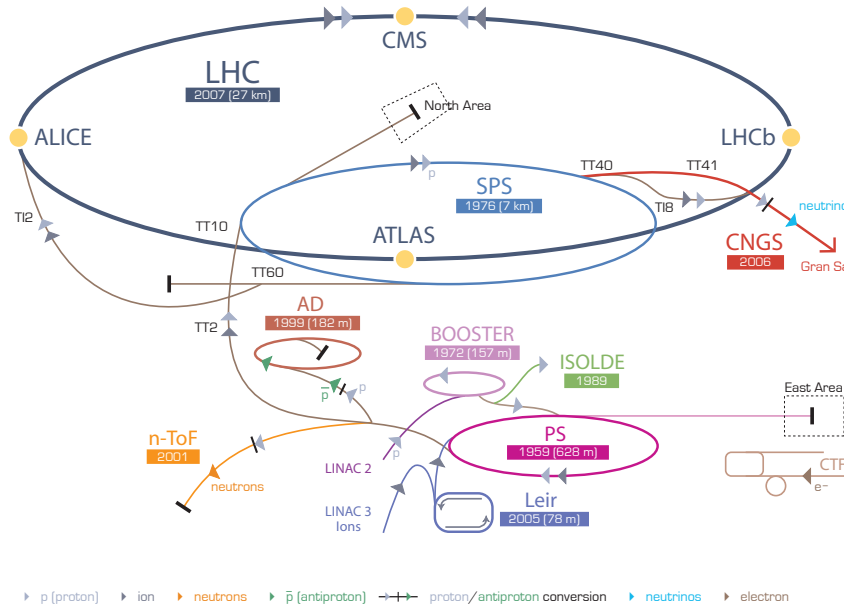 CMS
LHC
2007 (27 km)
North Area
ALICE
LHCb
TT40
TT41
p
SPS
1976 (7 km)
TI2
TT10
TI8
neutrino
ATLAS
CNGS
2006
Gran Sa
TT60
AD
1999 (182 m)
TT2
BOOSTER
1972 (157 m)
ISOLDE
1989
p
p̅
East Area
n-ToF
2001
p
PS
1959 (628 m)
LINAC 2
neutrons
CTF
e-
LINAC 3
Ions
Leir
2005 (78 m)
p (proton) ion neutrons p̅ (antiproton) proton/antiproton conversion neutrinos electron